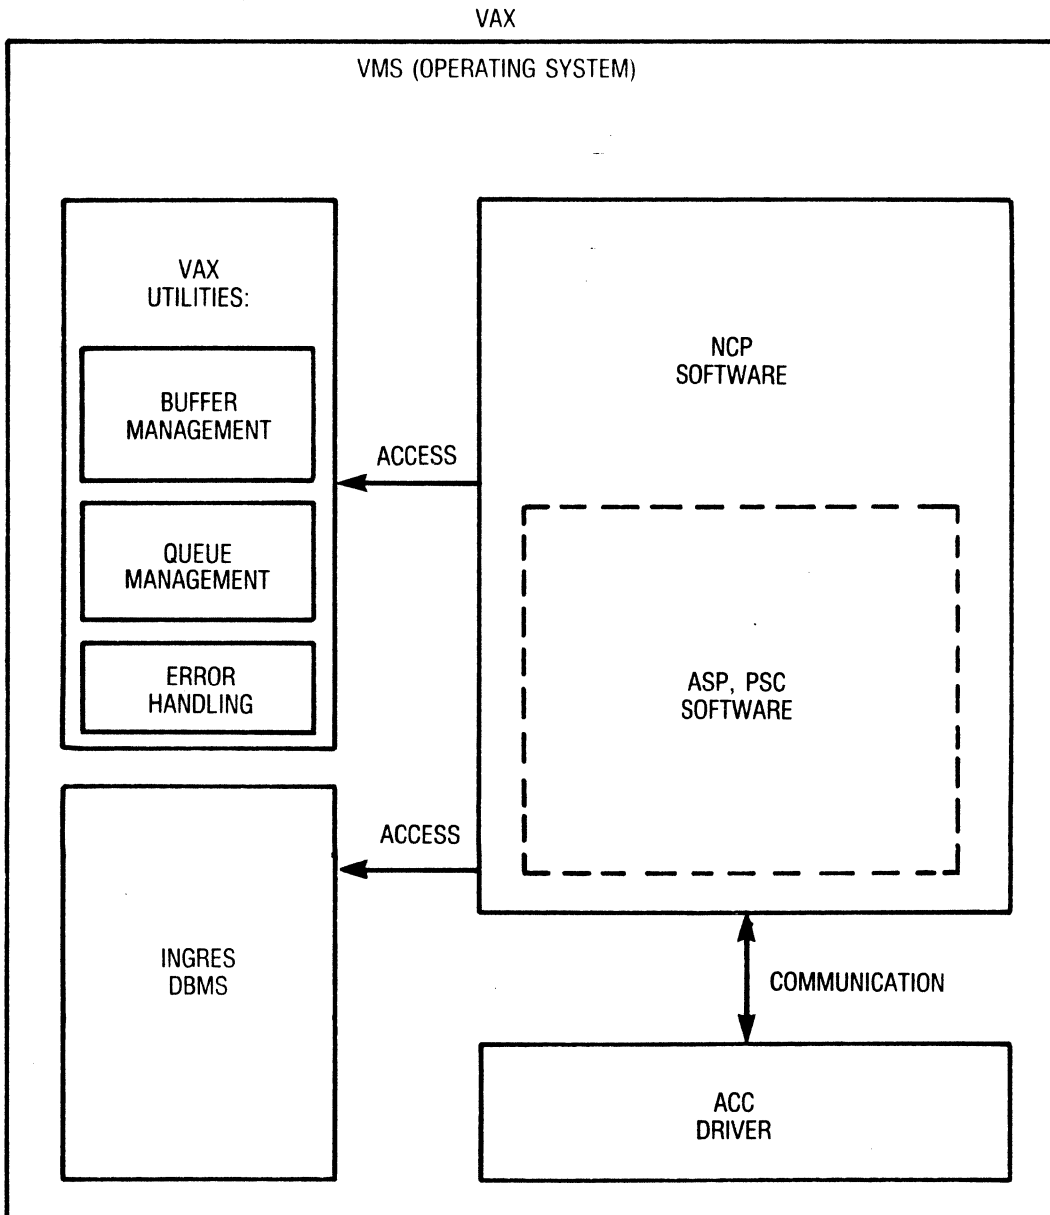 VAX
VMS (OPERATING SYSTEM)
VAX
UTILITIES:
BUFFER
MANAGEMENT
QUEUE
MANAGEMENT
ERROR
HANDLING
ACCESS
NCP
SOFTWARE
ASP, PSC
SOFTWARE
ACCESS
INGRES
DBMS
COMMUNICATION
ACC
DRIVER